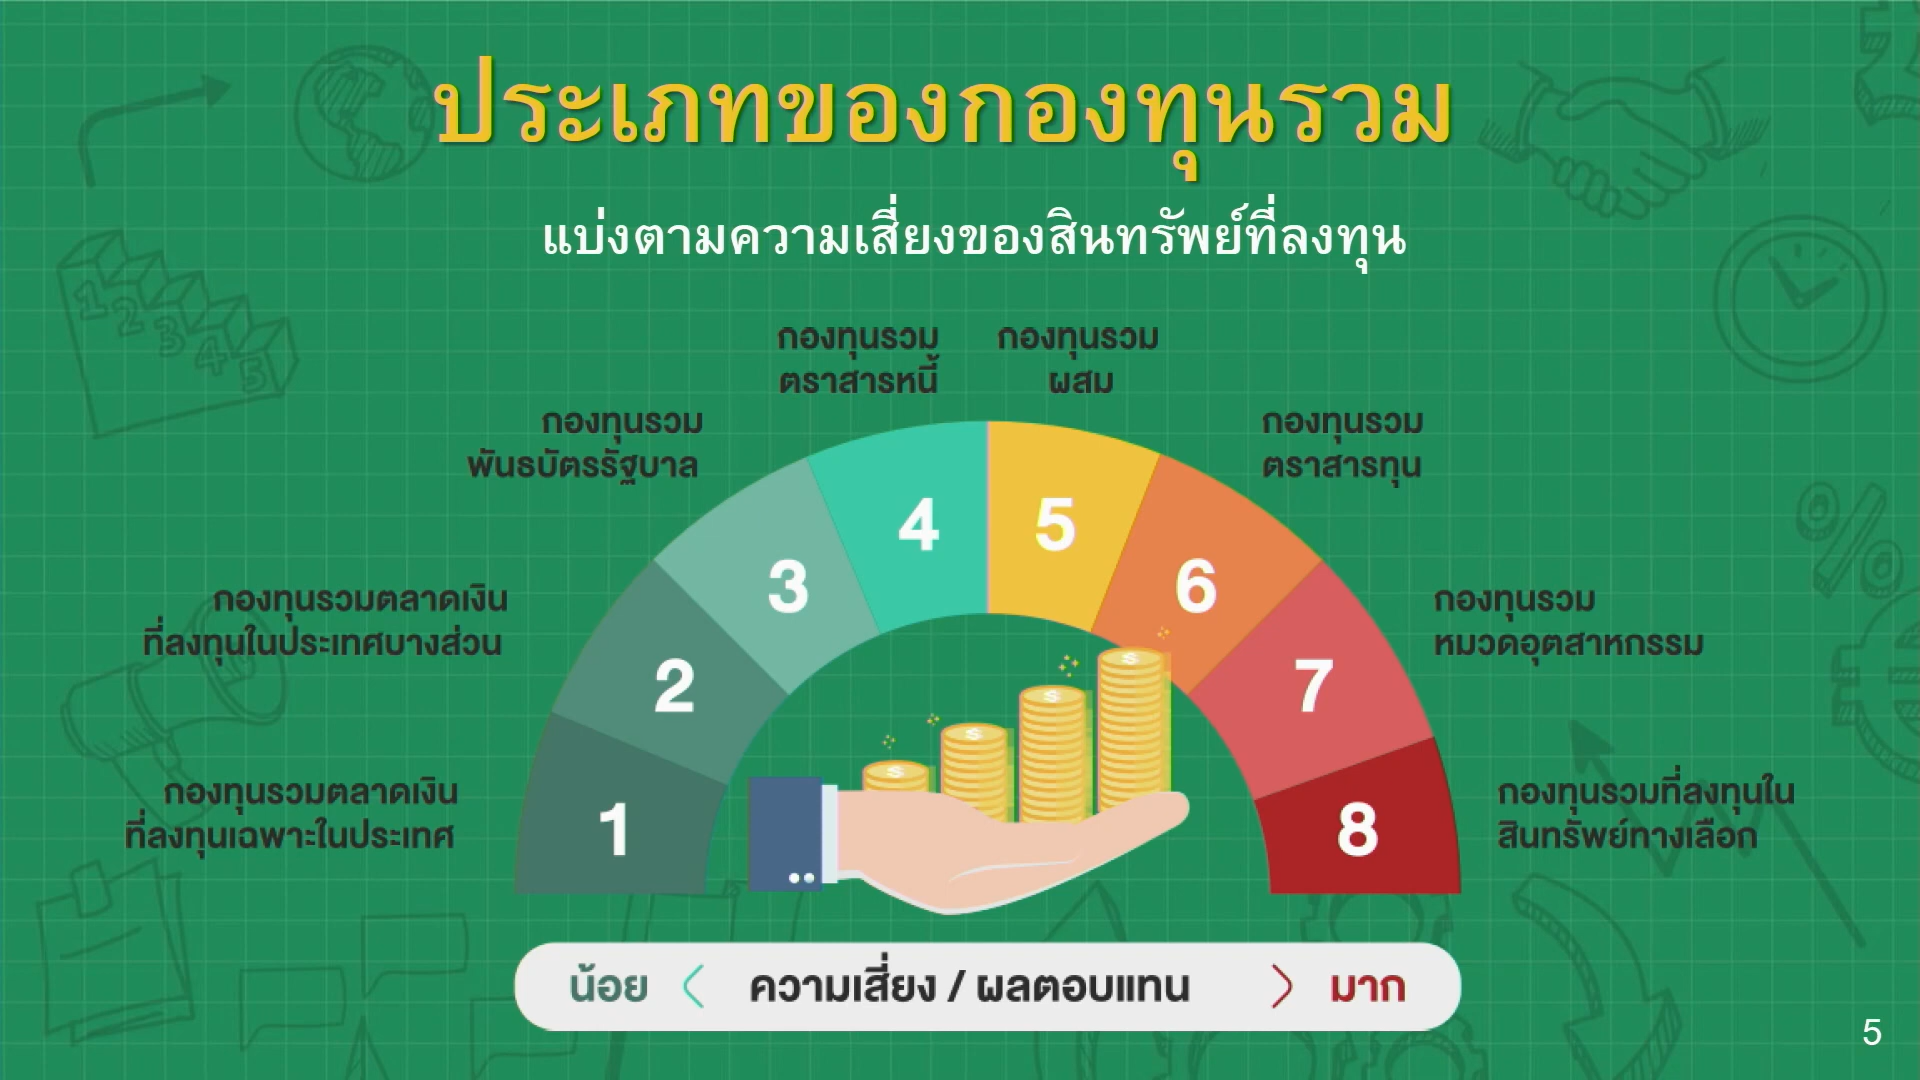 ประเภทของกองทุนรวม
แบ่งตามความเสี่ยงของสินทรัพย์ที่ลงทุน
กองทุนรวมตลาดเงิน
ที่ลงทุนเฉพาะในประเทศ
1
กองทุนรวมตลาดเงิน
ที่ลงทุนในประเทศบางส่วน
2
กองทุนรวม
พันธบัตรรัฐบาล
3
กองทุนรวม
ตราสารหนี้
4
กองทุนรวม
ผสม
5
กองทุนรวม
ตราสารทุน
6
กองทุนรวม
หมวดอุตสาหกรรม
7
กองทุนรวมที่ลงทุนใน
สินทรัพย์ทางเลือก
8
น้อย < ความเสี่ยง / ผลตอบแทน > มาก
5
1 2 3 4 5